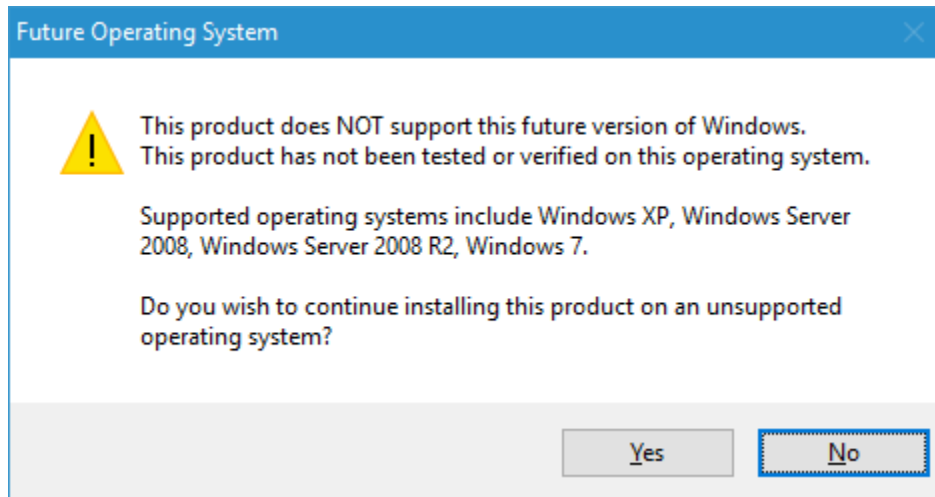 Future Operating System
This product does NOT support this future version of Windows.
This product has not been tested or verified on this operating system.
Supported operating systems include Windows XP, Windows Server
2008, Windows Server 2008 R2, Windows 7.
Do you wish to continue installing this product on an unsupported
operating system?
Yes
No